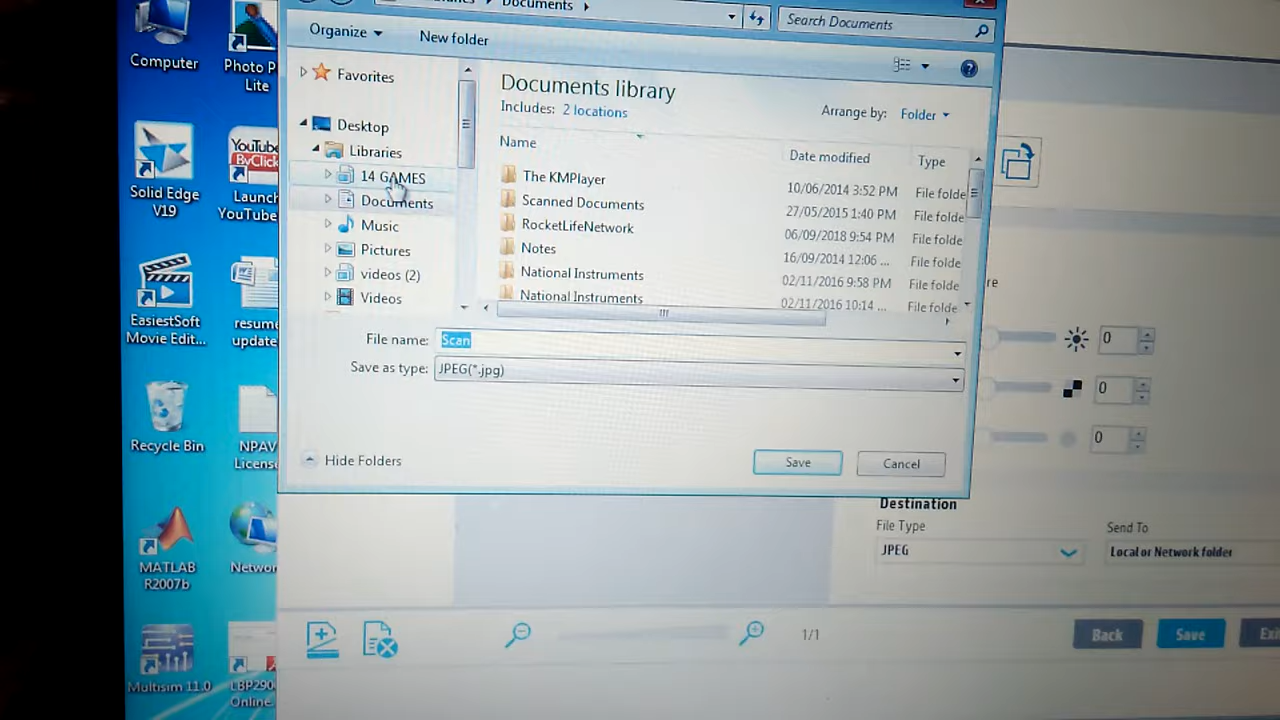 Documents
Search Documents
Organize
New folder
Computer
Photo P
Lite
Solid Edge
V19
YouTube
ByClick
Launch
YouTube
EasiestSoft
Movie Edit...
resume
update
Recycle Bin
NPAV
License
MATLAB
R2007b
Networ
Multisim 11.0
LBP290
Online
Favorites
Desktop
Libraries
14 GAMES
Documents
Music
Pictures
videos (2)
Videos
Documents library
Includes: 2 locations
Arrange by: Folder
Name Date modified Type
The KMPlayer 10/06/2014 3:52 PM File folde
Scanned Documents 27/05/2015 1:40 PM File folde
RocketLifeNetwork 06/09/2018 9:54 PM File folde
Notes 16/09/2014 12:06 ... File folde
National Instruments 02/11/2016 9:58 PM File folde
National Instruments 02/11/2016 10:14 ... File folde
File name: Scan
Save as type: JPEG(*.jpg)
Hide Folders
Save
Cancel
re
0
0
0
Destination
File Type
Send To
JPEG
Local or Network folder
1/1
Back
Save
Exi